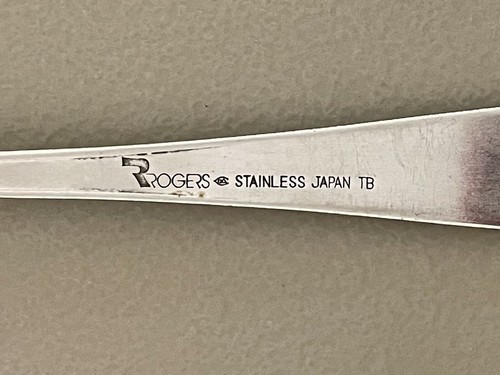 R ROGERS STAINLESS JAPAN TB